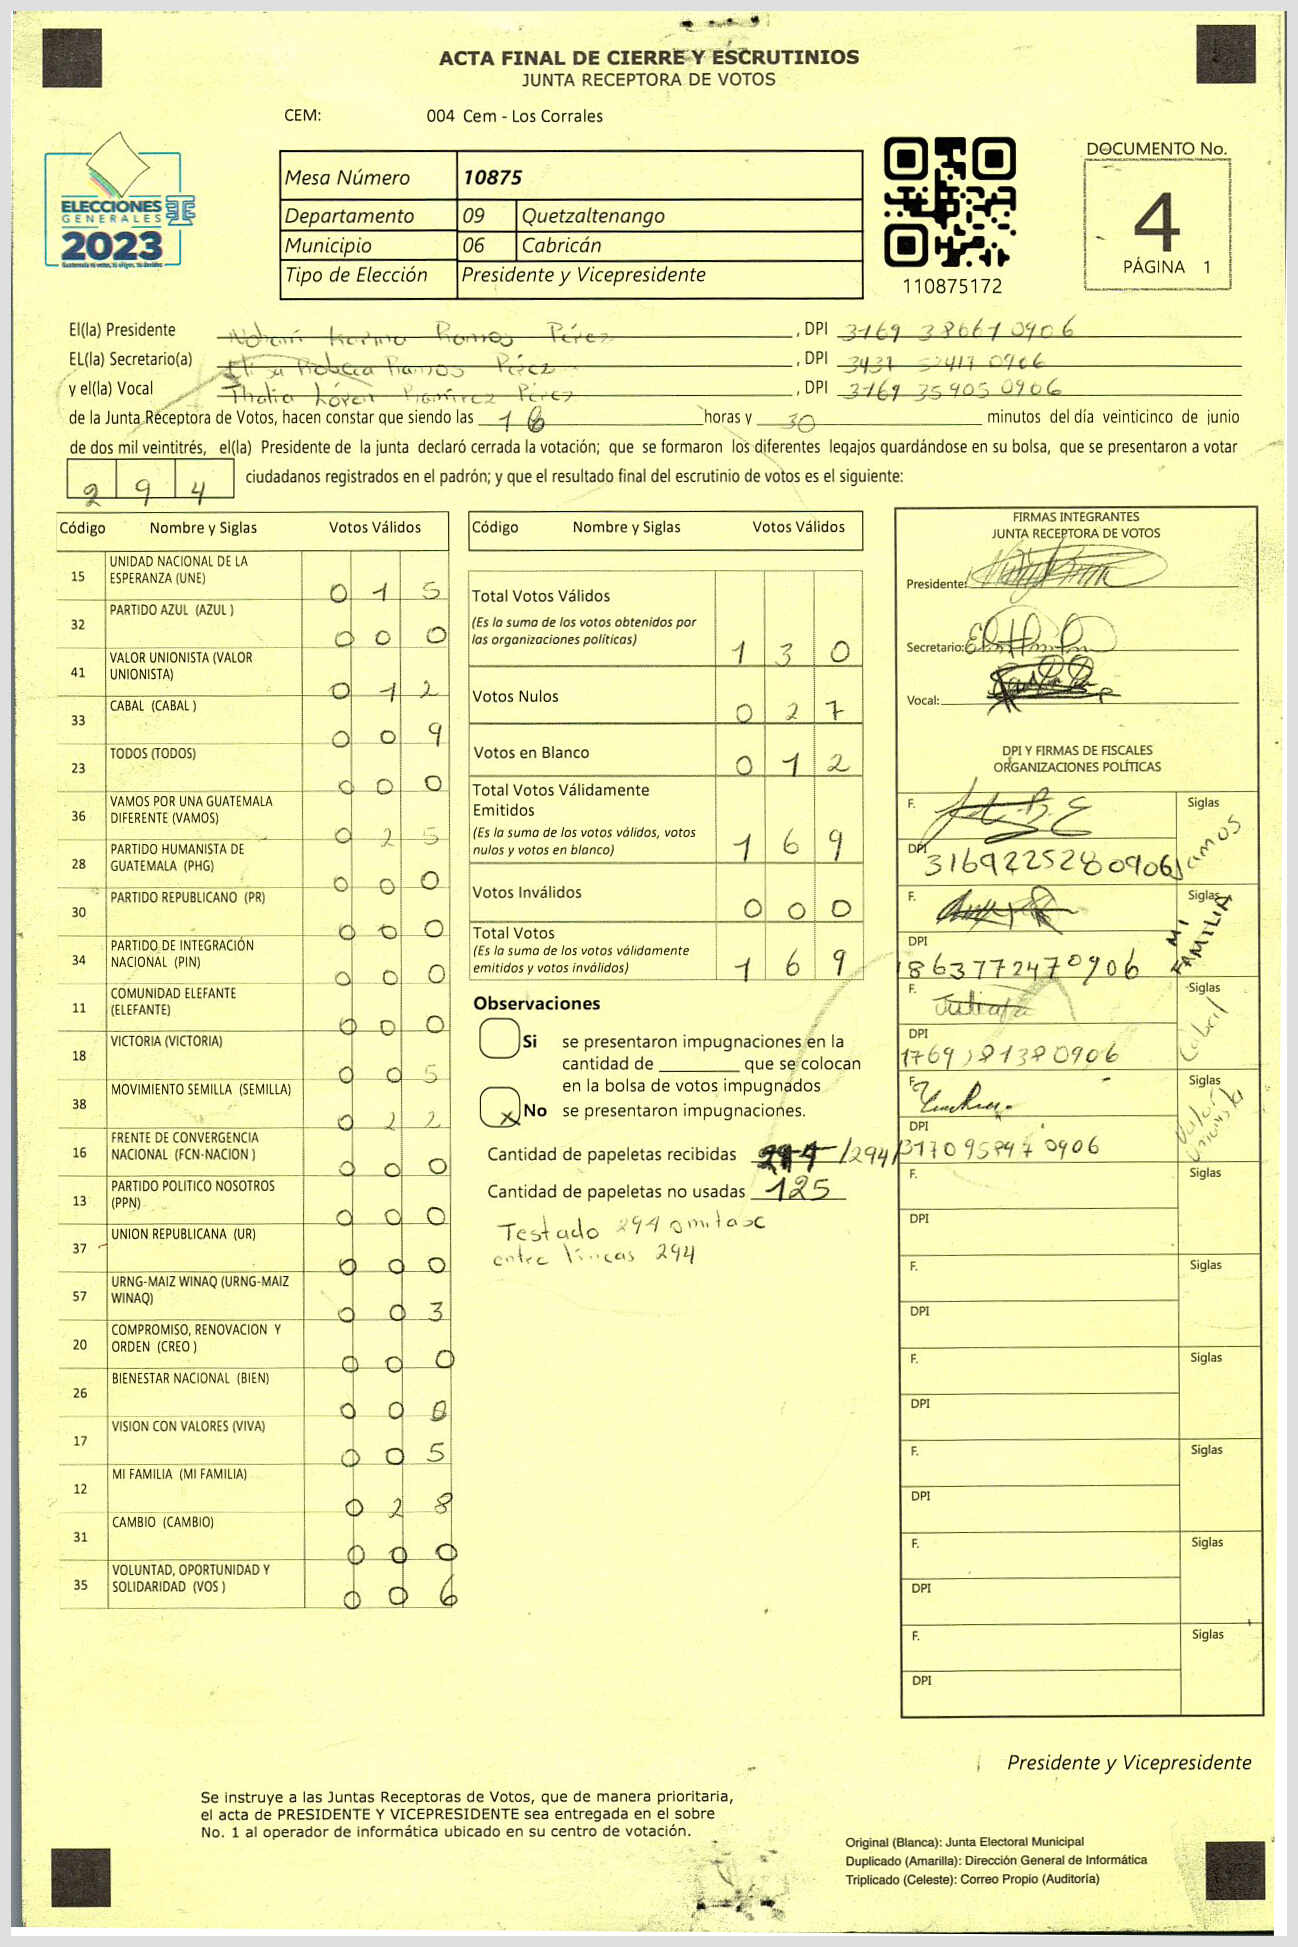 ACTA FINAL DE CIERRE Y ESCRUTINIOS
JUNTA RECEPTORA DE VOTOS
CEM: 004 Cem - Los Corrales
ELECCIONES
GENERALES
2023
Mesa Número 10875
Departamento 09 Quetzaltenango
Municipio 06 Cabricán
Tipo de Elección Presidente y Vicepresidente
110875172
DOCUMENTO No.
4
PÁGINA 1
El(la) Presidente Karina Ramos Pérez, DPI 3169 38667 0906
EL(la) Secretario(a) Ramos Pérez, DPI 0906
y el(la) Vocal Thalia Ramírez Pérez, DPI 3169 35905 0906
de la Junta Receptora de Votos, hacen constar que siendo las 18 horas y 30 minutos del día veinticinco de junio
de dos mil veintitrés, el(la) Presidente de la junta declaró cerrada la votación; que se formaron los diferentes legajos guardándose en su bolsa, que se presentaron a votar
294 ciudadanos registrados en el padrón; y que el resultado final del escrutinio de votos es el siguiente:
Código Nombre y Siglas Votos Válidos
15 UNIDAD NACIONAL DE LA ESPERANZA (UNE) 0 1 5
32 PARTIDO AZUL (AZUL ) 0 0 0
41 VALOR UNIONISTA (VALOR UNIONISTA) 0 1 2
33 CABAL (CABAL ) 0 0 9
23 TODOS (TODOS) 0 0 0
36 VAMOS POR UNA GUATEMALA DIFERENTE (VAMOS) 0 2 5
28 PARTIDO HUMANISTA DE GUATEMALA (PHG) 0 0 0
30 PARTIDO REPUBLICANO (PR) 0 0 0
34 PARTIDO DE INTEGRACIÓN NACIONAL (PIN) 0 0 0
11 COMUNIDAD ELEFANTE (ELEFANTE) 0 0 0
18 VICTORIA (VICTORIA) 0 0 5
38 MOVIMIENTO SEMILLA (SEMILLA) 0 2 2
16 FRENTE DE CONVERGENCIA NACIONAL (FCN-NACION ) 0 0 0
13 PARTIDO POLITICO NOSOTROS (PPN) 0 0 0
37 UNION REPUBLICANA (UR) 0 0 0
57 URNG-MAIZ WINAQ (URNG-MAIZ WINAQ) 0 0 3
20 COMPROMISO, RENOVACION Y ORDEN (CREO ) 0 0 0
26 BIENESTAR NACIONAL (BIEN) 0 0 0
17 VISION CON VALORES (VIVA) 0 0 5
12 MI FAMILIA (MI FAMILIA) 0 2 8
31 CAMBIO (CAMBIO) 0 0 0
35 VOLUNTAD, OPORTUNIDAD Y SOLIDARIDAD (VOS ) 0 0 6
Código Nombre y Siglas Votos Válidos
Total Votos Válidos 1 3 0
(Es la suma de los votos obtenidos por
las organizaciones políticas)
Votos Nulos 0 2 7
Votos en Blanco 0 1 2
Total Votos Válidamente
Emitidos 1 6 9
(Es la suma de los votos válidos, votos
nulos y votos en blanco)
Votos Inválidos 0 0 0
Total Votos 1 6 9
(Es la suma de los votos válidamente
emitidos y votos inválidos)
Observaciones
Si se presentaron impugnaciones en la
cantidad de ________ que se colocan
en la bolsa de votos impugnados
X No se presentaron impugnaciones.
Cantidad de papeletas recibidas 294 /294/
Cantidad de papeletas no usadas 125
Testado 294 omitase
entre líneas 294
FIRMAS INTEGRANTES
JUNTA RECEPTORA DE VOTOS
Presidente:
Secretario:
Vocal:
DPI Y FIRMAS DE FISCALES
ORGANIZACIONES POLÍTICAS
F. Siglas Vamos
DPI 3169225280906
F. Siglas MI FAMILIA
DPI 1863772470906
F. Siglas Cabal
DPI 0906
F. Siglas Valor Unionista
DPI 0906
F. Siglas
DPI
F. Siglas
DPI
F. Siglas
DPI
F. Siglas
DPI
F. Siglas
DPI
F. Siglas
DPI
Presidente y Vicepresidente
Se instruye a las Juntas Receptoras de Votos, que de manera prioritaria,
el acta de PRESIDENTE Y VICEPRESIDENTE sea entregada en el sobre
No. 1 al operador de informática ubicado en su centro de votación.
Original (Blanca): Junta Electoral Municipal
Duplicado (Amarilla): Dirección General de Informática
Triplicado (Celeste): Correo Propio (Auditoría)